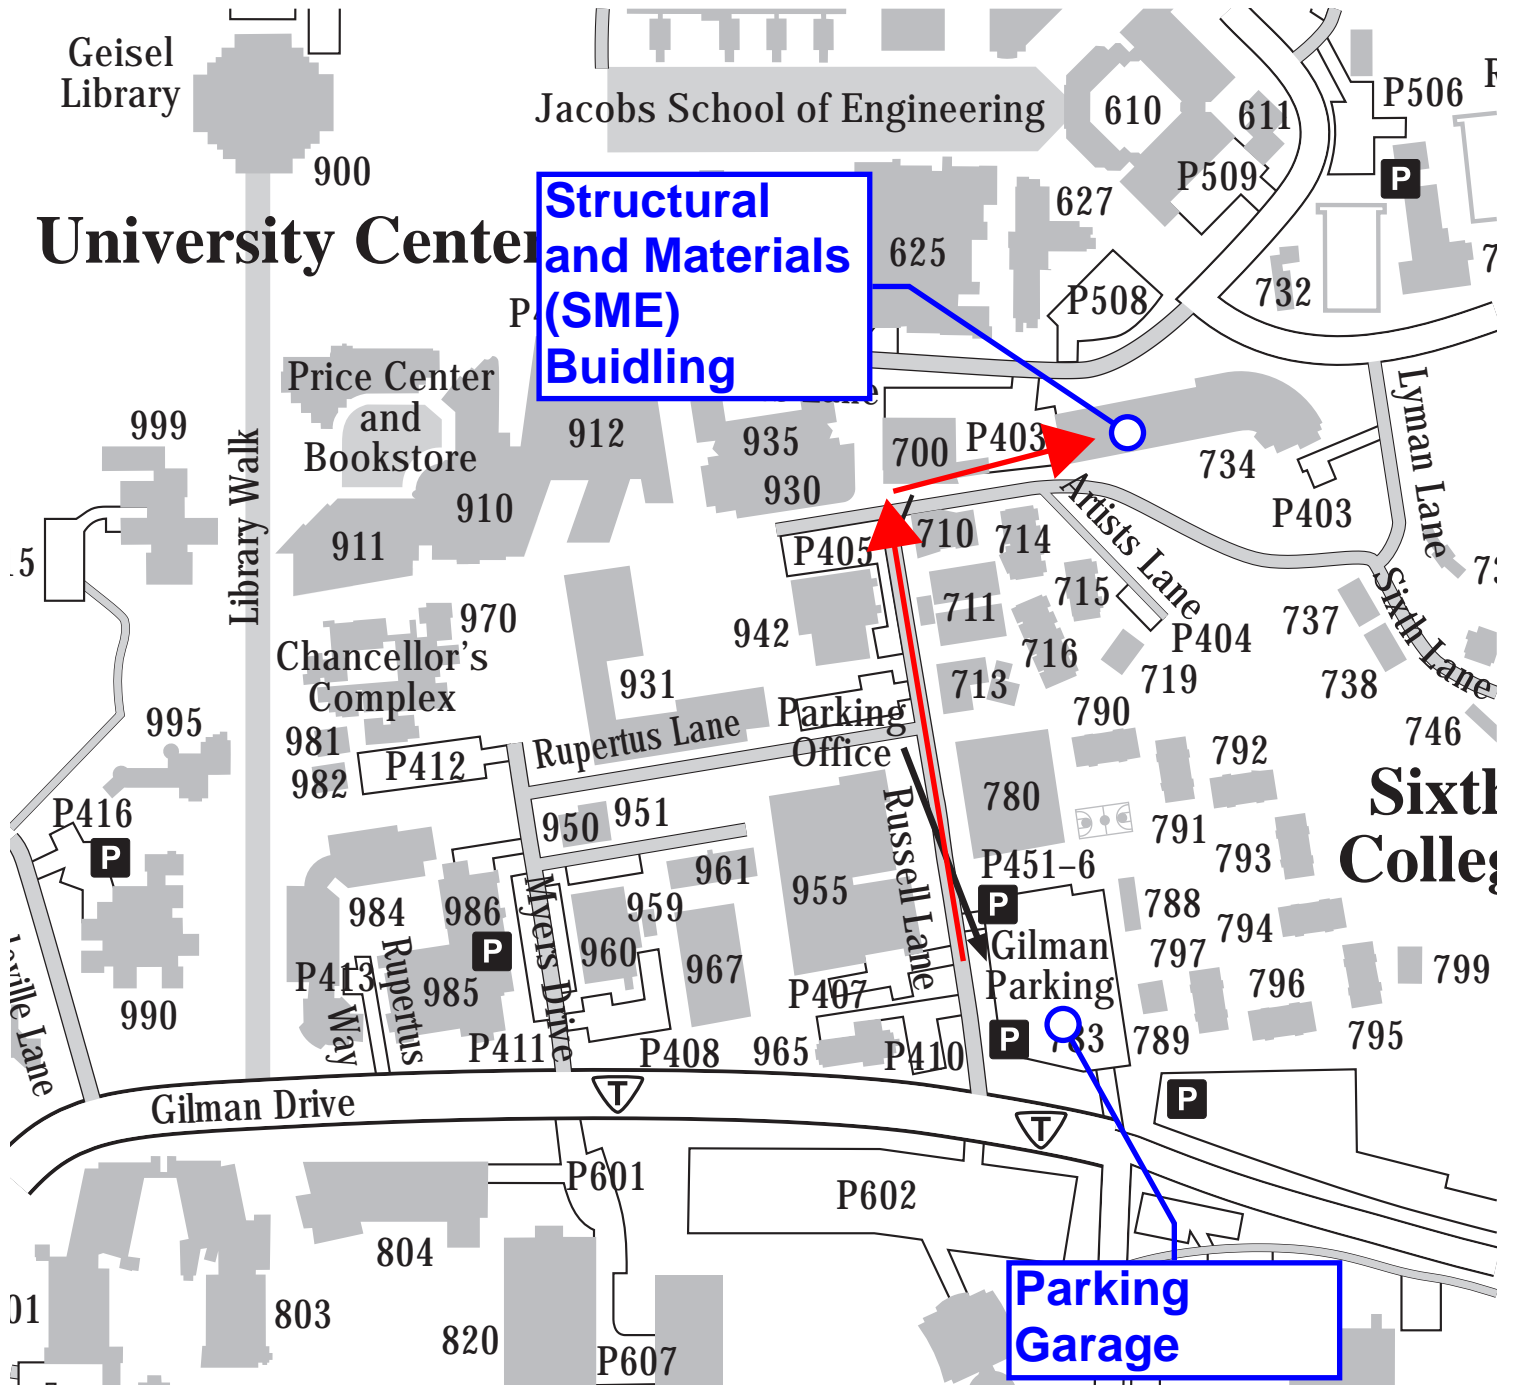 Geisel
Library
900
University Center
Jacobs School of Engineering
610
611
P506
P
P509
627
625
Structural
and Materials
(SME)
Buidling
P508
732
Price Center
and
Bookstore
999
912
935
930
700
P403
734
P403
Lyman Lane
Library Walk
910
911
P405
710
714
Artists Lane
711
715
P404
737
Sixth Lane
738
970
Chancellor's
Complex
942
716
719
713
931
Parking
Office
790
746
995
981
982
P412
Rupertus Lane
792
780
Sixth
College
P416
P
950
951
791
793
Russell Lane
P451-6
P
961
955
788
794
984
986
P
Myers Drive
959
960
967
Gilman
Parking
797
796
799
P413
Rupertus
Way
985
P407
990
P411
P408
965
P410
P
783
789
795
Gilman Drive
T
T
P
P601
P602
804
803
820
P607
Parking
Garage